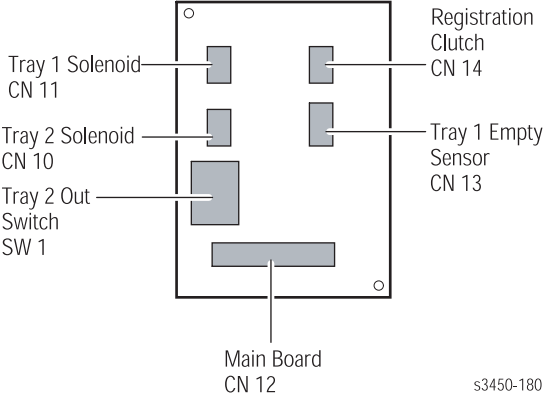 Tray 1 Solenoid
CN 11
Tray 2 Solenoid
CN 10
Tray 2 Out
Switch
SW 1
Registration
Clutch
CN 14
Tray 1 Empty
Sensor
CN 13
Main Board
CN 12
s3450-180